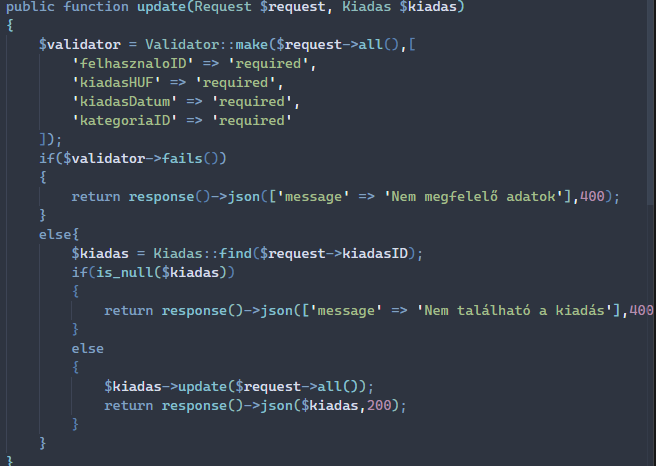 public function update(Request $request, Kiadas $kiadas)
{
    $validator = Validator::make($request->all(),[
        'felhasznaloID' => 'required',
        'kiadasHUF' => 'required',
        'kiadasDatum' => 'required',
        'kategoriaID' => 'required'
    ]);
    if($validator->fails())
    {
        return response()->json(['message' => 'Nem megfelelő adatok'],400);
    }
    else{
        $kiadas = Kiadas::find($request->kiadasID);
        if(is_null($kiadas))
        {
            return response()->json(['message' => 'Nem található a kiadás'],400
        }
        else
        {
            $kiadas->update($request->all());
            return response()->json($kiadas,200);
        }
    }
}